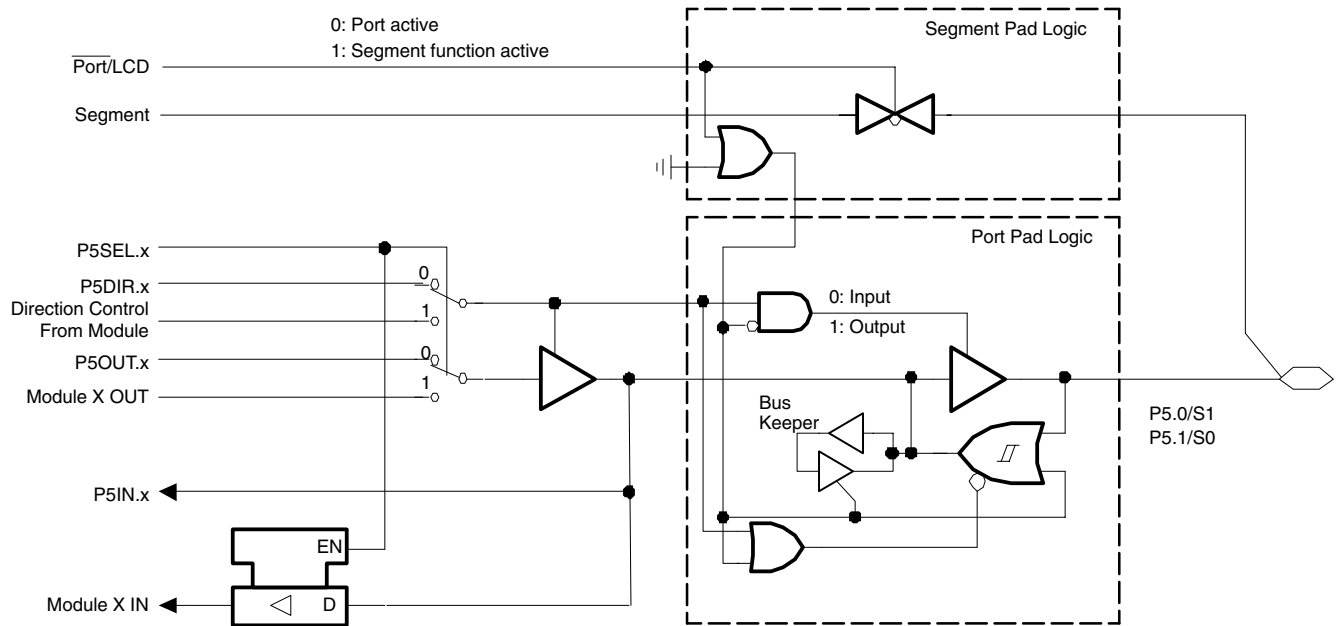 0: Port active
1: Segment function active
Segment Pad Logic
Port/LCD
Segment
Port Pad Logic
P5SEL.x
0
P5DIR.x
Direction Control
From Module
1
0: Input
1: Output
0
P5OUT.x
1
Module X OUT
Bus
Keeper
P5.0/S1
P5.1/S0
P5IN.x
EN
Module X IN
D